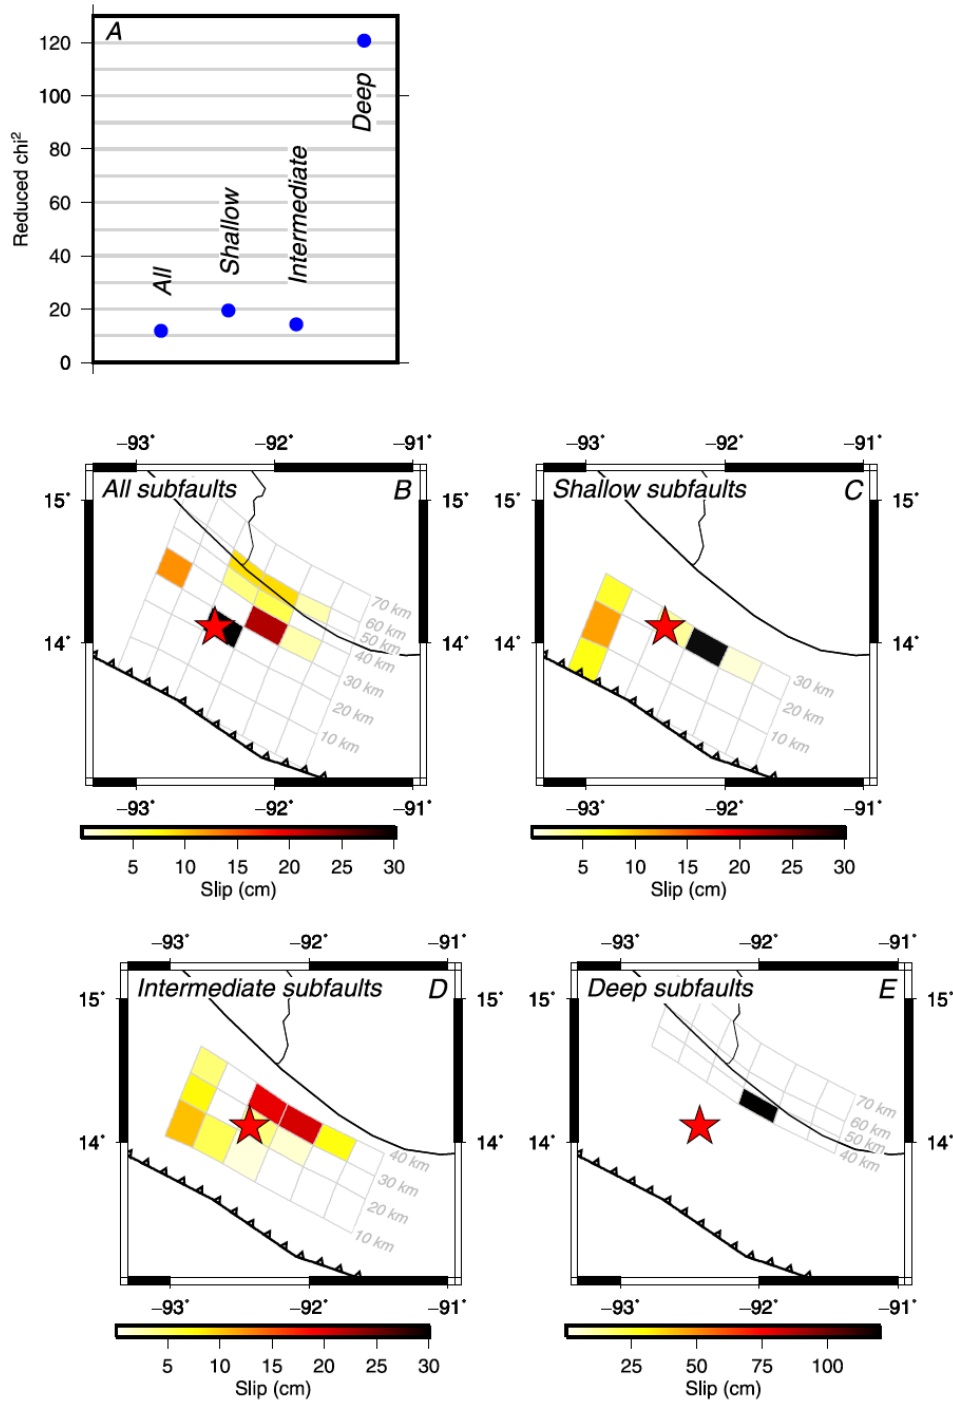 A
120
100
80
60
40
20
0
Reduced chi²
All
Shallow
Intermediate
Deep
−93° −92° −91°
All subfaults B
15° 15°
14° 14°
70 km
60 km
50 km
40 km
30 km
20 km
10 km
−93° −92° −91°
5 10 15 20 25 30
Slip (cm)
−93° −92° −91°
Shallow subfaults C
15°
14°
30 km
20 km
10 km
−93° −92° −91°
5 10 15 20 25 30
Slip (cm)
−93° −92° −91°
Intermediate subfaults D
15°
14°
40 km
30 km
20 km
10 km
−93° −92° −91°
5 10 15 20 25 30
Slip (cm)
−93° −92° −91°
Deep subfaults E
15°
14°
70 km
60 km
50 km
40 km
−93° −92° −91°
25 50 75 100
Slip (cm)